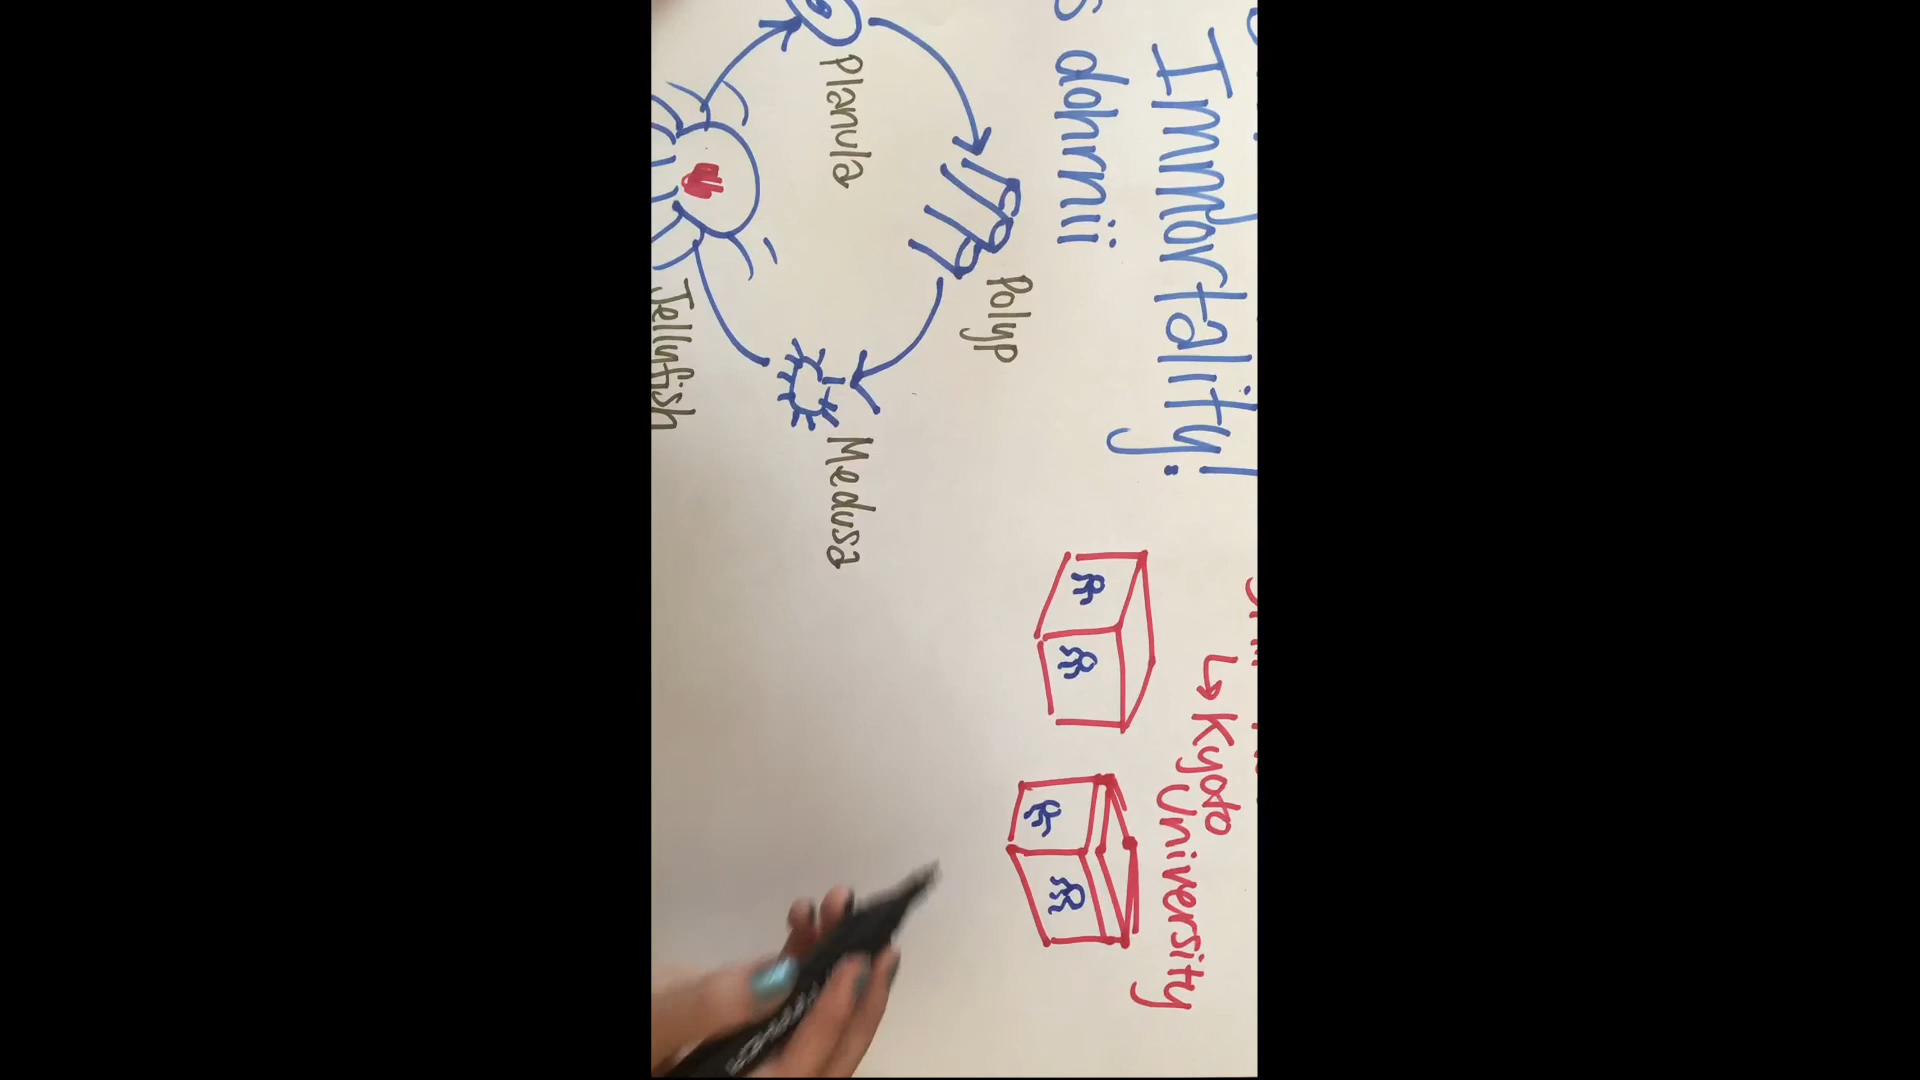 Immortality!
s dohrnii
Planula
Polyp
Medusa
Jellyfish
↳ Kyoto
University